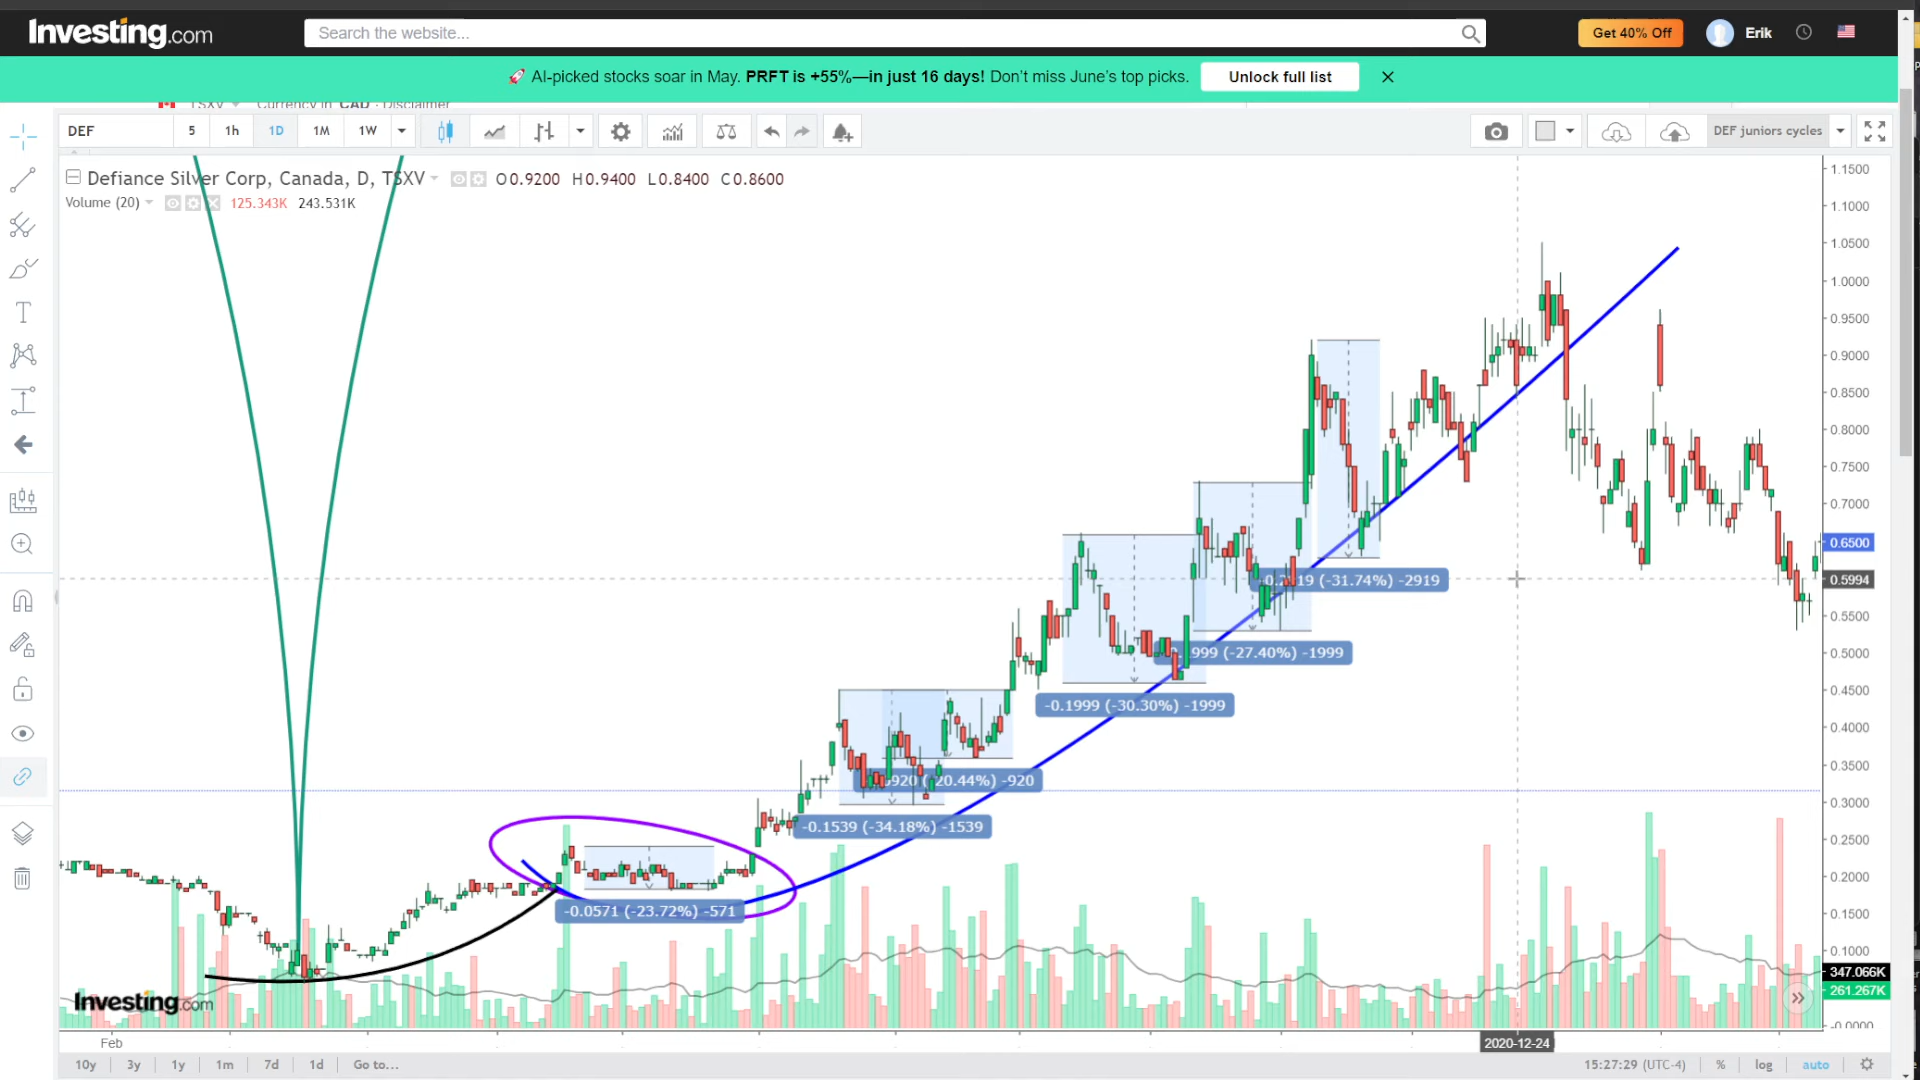 Investing.com
Search the website...
Get 40% Off
Erik
🚀 AI-picked stocks soar in May. PRFT is +55%—in just 16 days! Don't miss June's top picks.
Unlock full list
TSXV Currency in CAD · Disclaimer
DEF
5
1h
1D
1M
1W
DEF juniors cycles
Defiance Silver Corp, Canada, D, TSXV
O0.9200 H0.9400 L0.8400 C0.8600
Volume (20)
125.343K 243.531K
1.1500
1.1000
1.0500
1.0000
0.9500
0.9000
0.8500
0.8000
0.7500
0.7000
0.6500
0.5994
0.5500
0.5000
0.4500
0.4000
0.3500
0.3000
0.2500
0.2000
0.1500
0.1000
347.066K
261.267K
-0.0000
19 (-31.74%) -2919
999 (-27.40%) -1999
-0.1999 (-30.30%) -1999
920 (-20.44%) -920
-0.1539 (-34.18%) -1539
-0.0571 (-23.72%) -571
Investing.com
Feb
2020-12-24
10y
3y
1y
1m
7d
1d
Go to...
15:27:29 (UTC-4)
%
log
auto